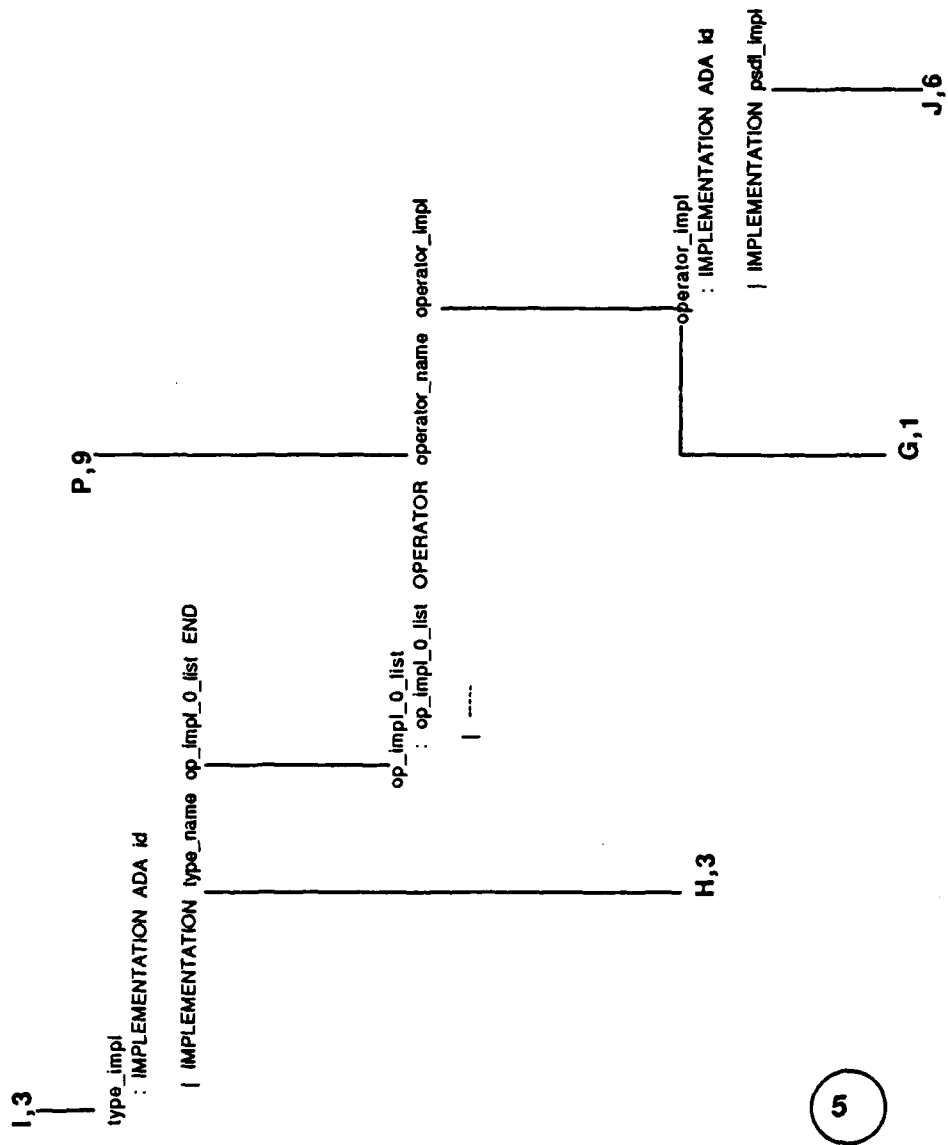 I,3
type_impl
: IMPLEMENTATION ADA id
| IMPLEMENTATION type_name op_impl_0_list END
P,9
op_impl_0_list
: op_impl_0_list OPERATOR operator_name operator_impl
| -----
H,3
operator_impl
: IMPLEMENTATION ADA id
| IMPLEMENTATION psdl_impl
G,1
J,6
5